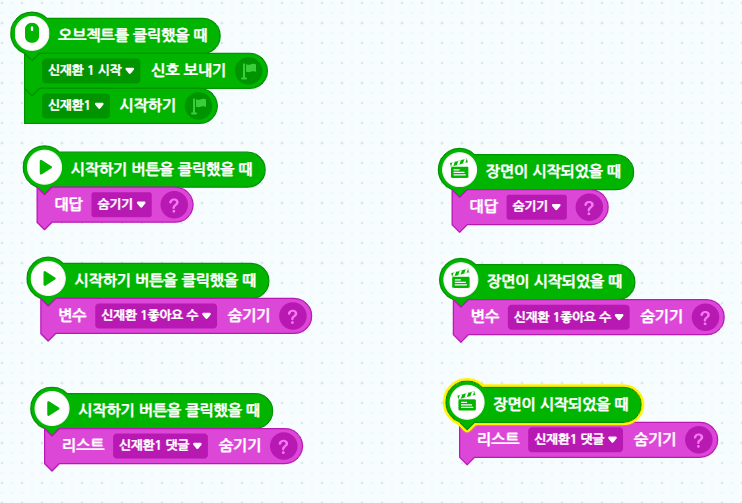 오브젝트를 클릭했을 때
신재환 1 시작 ▼ 신호 보내기
신재환1 ▼ 시작하기
시작하기 버튼을 클릭했을 때
대답 숨기기 ▼ ?
장면이 시작되었을 때
대답 숨기기 ▼ ?
시작하기 버튼을 클릭했을 때
변수 신재환 1좋아요 수 ▼ 숨기기 ?
장면이 시작되었을 때
변수 신재환 1좋아요 수 ▼ 숨기기 ?
시작하기 버튼을 클릭했을 때
리스트 신재환1 댓글 ▼ 숨기기 ?
장면이 시작되었을 때
리스트 신재환1 댓글 ▼ 숨기기 ?